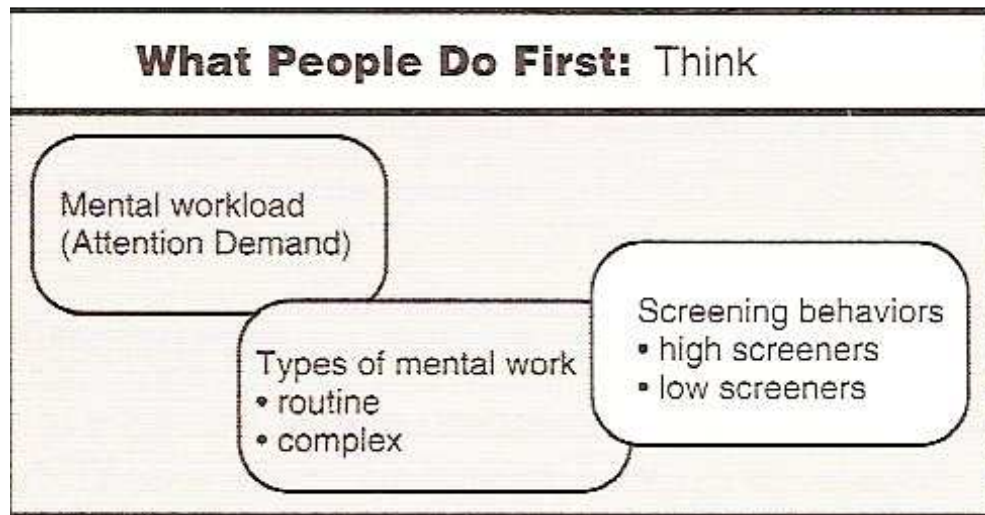 What People Do First: Think
Mental workload
(Attention Demand)
Types of mental work
• routine
• complex
Screening behaviors
• high screeners
• low screeners